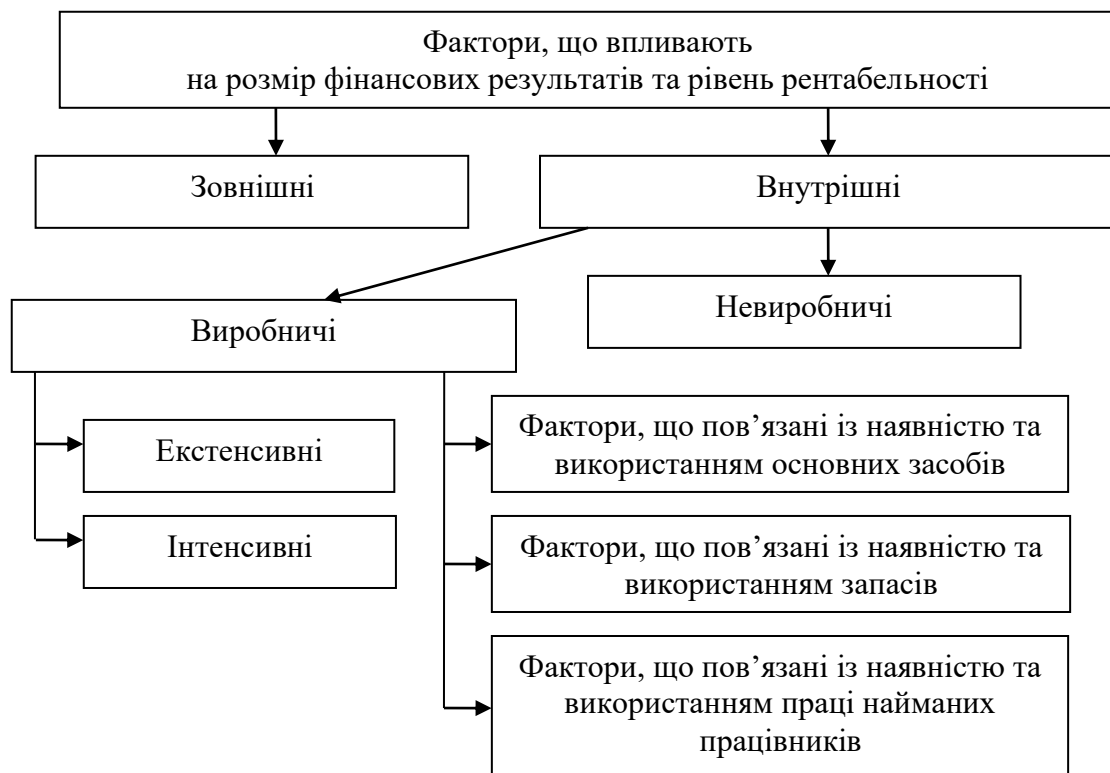 Фактори, що впливають
на розмір фінансових результатів та рівень рентабельності
Зовнішні
Внутрішні
Невиробничі
Виробничі
Екстенсивні
Інтенсивні
Фактори, що пов’язані із наявністю та
використанням основних засобів
Фактори, що пов’язані із наявністю та
використанням запасів
Фактори, що пов’язані із наявністю та
використанням праці найманих
працівників